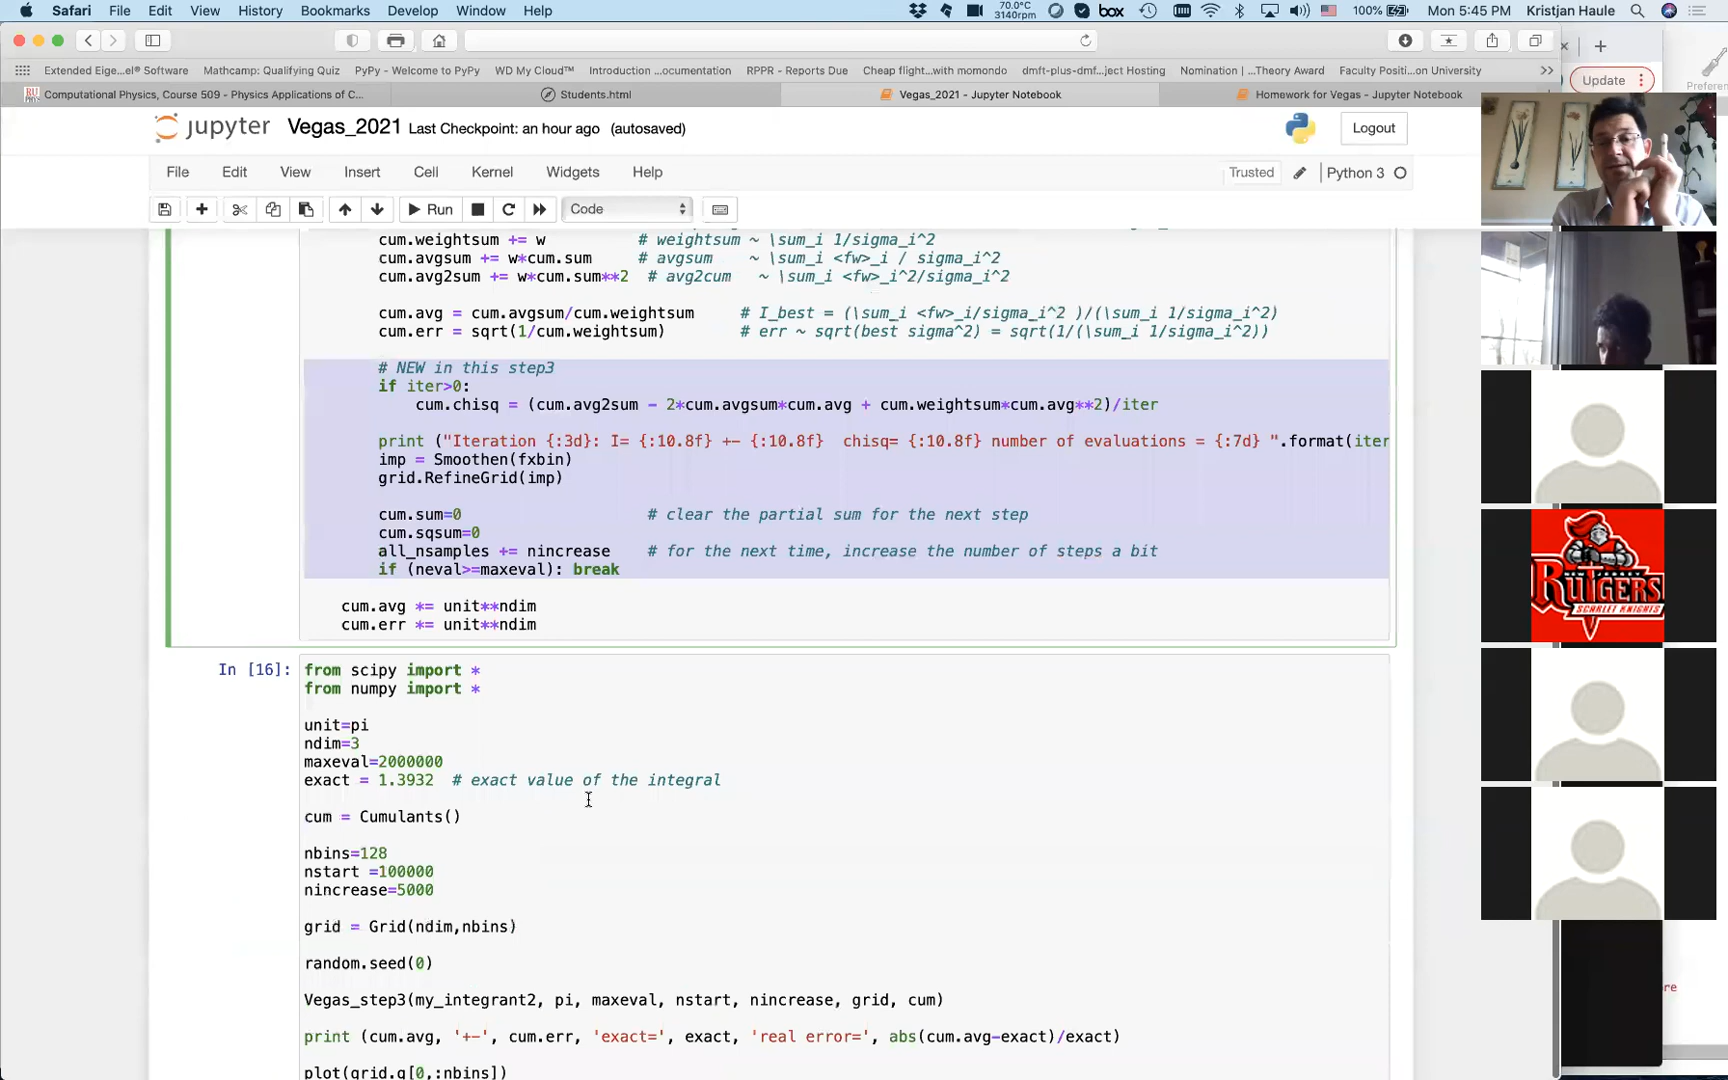 Safari File Edit View History Bookmarks Develop Window Help
70.0°C
3140rpm
box
100%
Mon 5:45 PM Kristjan Haule
Extended Eige...el® Software Mathcamp: Qualifying Quiz PyPy - Welcome to PyPy WD My Cloud™ Introduction ...ocumentation RPPR - Reports Due Cheap flight...with momondo dmft-plus-dmf...ject Hosting Nomination |...Theory Award Faculty Positi...on University
Update
Preferen
Computational Physics, Course 509 - Physics Applications of C... Students.html Vegas_2021 - Jupyter Notebook Homework for Vegas - Jupyter Notebook
jupyter Vegas_2021 Last Checkpoint: an hour ago (autosaved)
Logout
File Edit View Insert Cell Kernel Widgets Help
Trusted Python 3
Run Code
cum.weightsum += w # weightsum ~ \sum_i 1/sigma_i^2
cum.avgsum += w*cum.sum # avgsum ~ \sum_i <fw>_i / sigma_i^2
cum.avg2sum += w*cum.sum**2 # avg2cum ~ \sum_i <fw>_i^2/sigma_i^2
cum.avg = cum.avgsum/cum.weightsum # I_best = (\sum_i <fw>_i/sigma_i^2 )/(\sum_i 1/sigma_i^2)
cum.err = sqrt(1/cum.weightsum) # err ~ sqrt(best sigma^2) = sqrt(1/(\sum_i 1/sigma_i^2))
# NEW in this step3
if iter>0:
cum.chisq = (cum.avg2sum - 2*cum.avgsum*cum.avg + cum.weightsum*cum.avg**2)/iter
print ("Iteration {:3d}: I= {:10.8f} +- {:10.8f} chisq= {:10.8f} number of evaluations = {:7d} ".format(iter
imp = Smoothen(fxbin)
grid.RefineGrid(imp)
cum.sum=0 # clear the partial sum for the next step
cum.sqsum=0
all_nsamples += nincrease # for the next time, increase the number of steps a bit
if (neval>=maxeval): break
cum.avg *= unit**ndim
cum.err *= unit**ndim
In [16]:
from scipy import *
from numpy import *
unit=pi
ndim=3
maxeval=2000000
exact = 1.3932 # exact value of the integral
cum = Cumulants()
nbins=128
nstart =100000
nincrease=5000
grid = Grid(ndim,nbins)
random.seed(0)
Vegas_step3(my_integrant2, pi, maxeval, nstart, nincrease, grid, cum)
print (cum.avg, '+-', cum.err, 'exact=', exact, 'real error=', abs(cum.avg-exact)/exact)
plot(grid.g[0,:nbins])
RUTGERS
SCARLET KNIGHTS
re